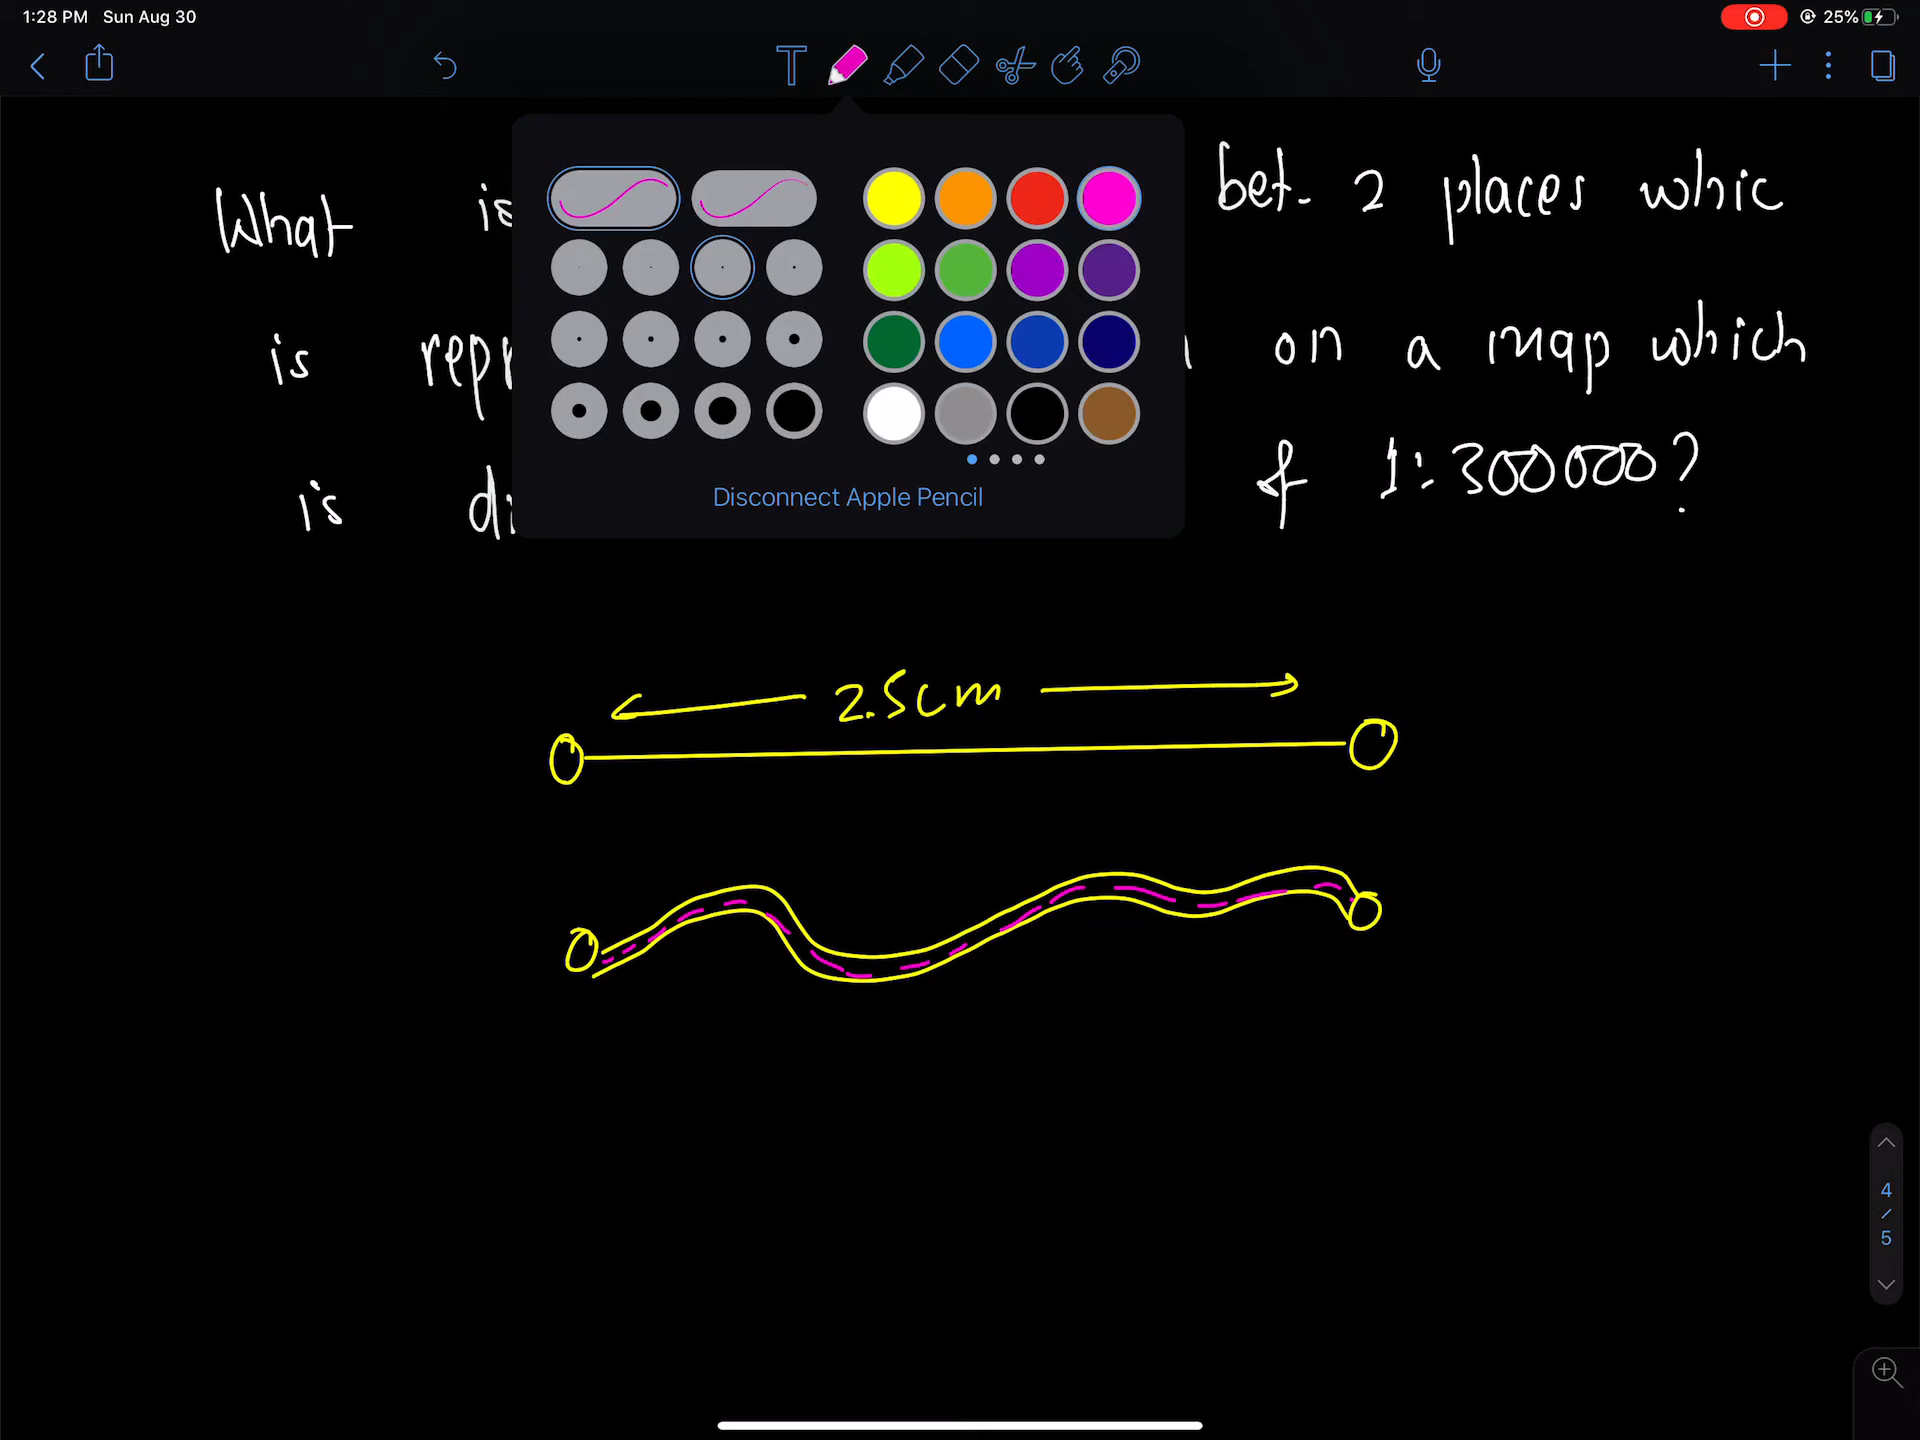 1:28 PM Sun Aug 30
25%
T
What is bet. 2 places whic
is repr on a map which
is di of 1:300000?
Disconnect Apple Pencil
2.5cm
4
/
5